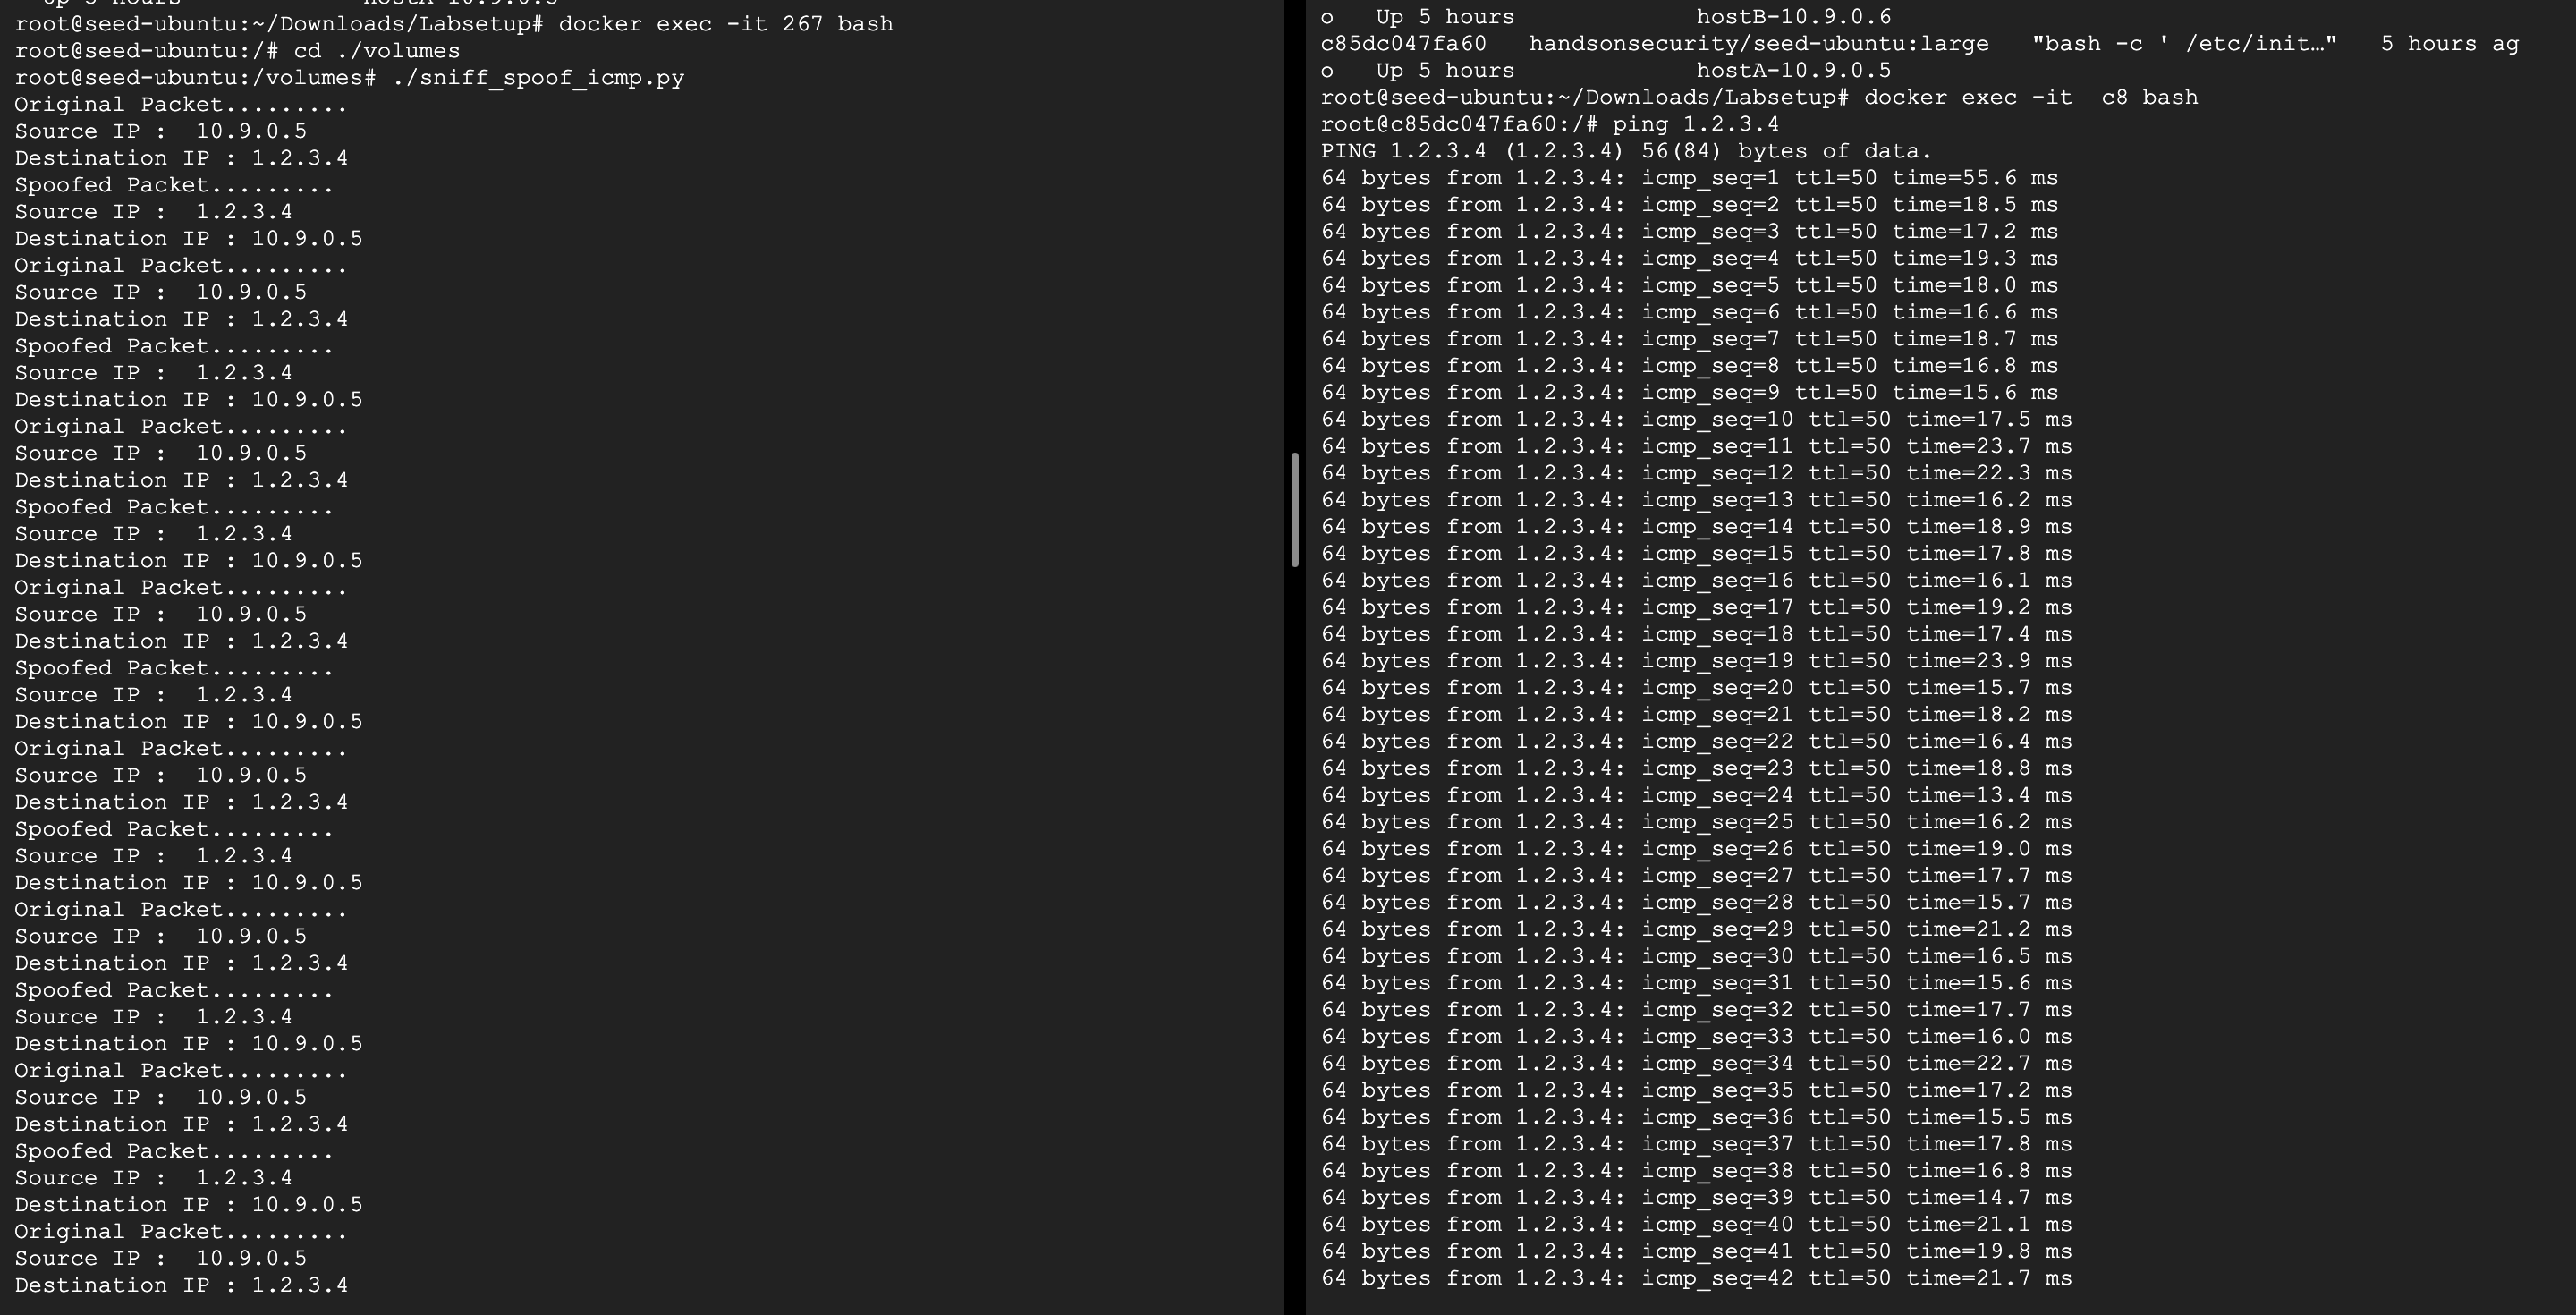 root@seed-ubuntu:~/Downloads/Labsetup# docker exec -it 267 bash
root@seed-ubuntu:/# cd ./volumes
root@seed-ubuntu:/volumes# ./sniff_spoof_icmp.py
Original Packet.........
Source IP :  10.9.0.5
Destination IP : 1.2.3.4
Spoofed Packet.........
Source IP :  1.2.3.4
Destination IP : 10.9.0.5
Original Packet.........
Source IP :  10.9.0.5
Destination IP : 1.2.3.4
Spoofed Packet.........
Source IP :  1.2.3.4
Destination IP : 10.9.0.5
Original Packet.........
Source IP :  10.9.0.5
Destination IP : 1.2.3.4
Spoofed Packet.........
Source IP :  1.2.3.4
Destination IP : 10.9.0.5
Original Packet.........
Source IP :  10.9.0.5
Destination IP : 1.2.3.4
Spoofed Packet.........
Source IP :  1.2.3.4
Destination IP : 10.9.0.5
Original Packet.........
Source IP :  10.9.0.5
Destination IP : 1.2.3.4
Spoofed Packet.........
Source IP :  1.2.3.4
Destination IP : 10.9.0.5
Original Packet.........
Source IP :  10.9.0.5
Destination IP : 1.2.3.4
Spoofed Packet.........
Source IP :  1.2.3.4
Destination IP : 10.9.0.5
Original Packet.........
Source IP :  10.9.0.5
Destination IP : 1.2.3.4
Spoofed Packet.........
Source IP :  1.2.3.4
Destination IP : 10.9.0.5
Original Packet.........
Source IP :  10.9.0.5
Destination IP : 1.2.3.4
o   Up 5 hours             hostB-10.9.0.6
c85dc047fa60   handsonsecurity/seed-ubuntu:large   "bash -c ' /etc/init…"   5 hours ag
o   Up 5 hours             hostA-10.9.0.5
root@seed-ubuntu:~/Downloads/Labsetup# docker exec -it  c8 bash
root@c85dc047fa60:/# ping 1.2.3.4
PING 1.2.3.4 (1.2.3.4) 56(84) bytes of data.
64 bytes from 1.2.3.4: icmp_seq=1 ttl=50 time=55.6 ms
64 bytes from 1.2.3.4: icmp_seq=2 ttl=50 time=18.5 ms
64 bytes from 1.2.3.4: icmp_seq=3 ttl=50 time=17.2 ms
64 bytes from 1.2.3.4: icmp_seq=4 ttl=50 time=19.3 ms
64 bytes from 1.2.3.4: icmp_seq=5 ttl=50 time=18.0 ms
64 bytes from 1.2.3.4: icmp_seq=6 ttl=50 time=16.6 ms
64 bytes from 1.2.3.4: icmp_seq=7 ttl=50 time=18.7 ms
64 bytes from 1.2.3.4: icmp_seq=8 ttl=50 time=16.8 ms
64 bytes from 1.2.3.4: icmp_seq=9 ttl=50 time=15.6 ms
64 bytes from 1.2.3.4: icmp_seq=10 ttl=50 time=17.5 ms
64 bytes from 1.2.3.4: icmp_seq=11 ttl=50 time=23.7 ms
64 bytes from 1.2.3.4: icmp_seq=12 ttl=50 time=22.3 ms
64 bytes from 1.2.3.4: icmp_seq=13 ttl=50 time=16.2 ms
64 bytes from 1.2.3.4: icmp_seq=14 ttl=50 time=18.9 ms
64 bytes from 1.2.3.4: icmp_seq=15 ttl=50 time=17.8 ms
64 bytes from 1.2.3.4: icmp_seq=16 ttl=50 time=16.1 ms
64 bytes from 1.2.3.4: icmp_seq=17 ttl=50 time=19.2 ms
64 bytes from 1.2.3.4: icmp_seq=18 ttl=50 time=17.4 ms
64 bytes from 1.2.3.4: icmp_seq=19 ttl=50 time=23.9 ms
64 bytes from 1.2.3.4: icmp_seq=20 ttl=50 time=15.7 ms
64 bytes from 1.2.3.4: icmp_seq=21 ttl=50 time=18.2 ms
64 bytes from 1.2.3.4: icmp_seq=22 ttl=50 time=16.4 ms
64 bytes from 1.2.3.4: icmp_seq=23 ttl=50 time=18.8 ms
64 bytes from 1.2.3.4: icmp_seq=24 ttl=50 time=13.4 ms
64 bytes from 1.2.3.4: icmp_seq=25 ttl=50 time=16.2 ms
64 bytes from 1.2.3.4: icmp_seq=26 ttl=50 time=19.0 ms
64 bytes from 1.2.3.4: icmp_seq=27 ttl=50 time=17.7 ms
64 bytes from 1.2.3.4: icmp_seq=28 ttl=50 time=15.7 ms
64 bytes from 1.2.3.4: icmp_seq=29 ttl=50 time=21.2 ms
64 bytes from 1.2.3.4: icmp_seq=30 ttl=50 time=16.5 ms
64 bytes from 1.2.3.4: icmp_seq=31 ttl=50 time=15.6 ms
64 bytes from 1.2.3.4: icmp_seq=32 ttl=50 time=17.7 ms
64 bytes from 1.2.3.4: icmp_seq=33 ttl=50 time=16.0 ms
64 bytes from 1.2.3.4: icmp_seq=34 ttl=50 time=22.7 ms
64 bytes from 1.2.3.4: icmp_seq=35 ttl=50 time=17.2 ms
64 bytes from 1.2.3.4: icmp_seq=36 ttl=50 time=15.5 ms
64 bytes from 1.2.3.4: icmp_seq=37 ttl=50 time=17.8 ms
64 bytes from 1.2.3.4: icmp_seq=38 ttl=50 time=16.8 ms
64 bytes from 1.2.3.4: icmp_seq=39 ttl=50 time=14.7 ms
64 bytes from 1.2.3.4: icmp_seq=40 ttl=50 time=21.1 ms
64 bytes from 1.2.3.4: icmp_seq=41 ttl=50 time=19.8 ms
64 bytes from 1.2.3.4: icmp_seq=42 ttl=50 time=21.7 ms